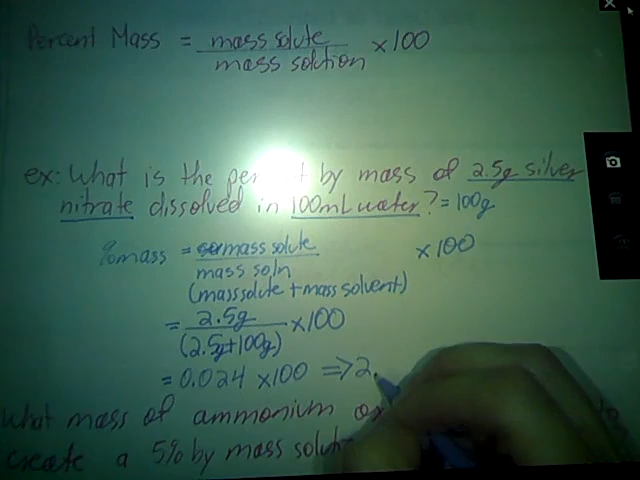 Percent Mass = mass solute / mass solution ×100
ex: What is the per t by mass of 2.5g silver
nitrate dissolved in 100mL water? = 100g
%mass = mass solute / mass soln ×100
(mass solute + mass solvent)
= 2.5g / (2.5g+100g) ×100
= 0.024 ×100 => 2.
What mass of ammonium
create a 5% by mass solut